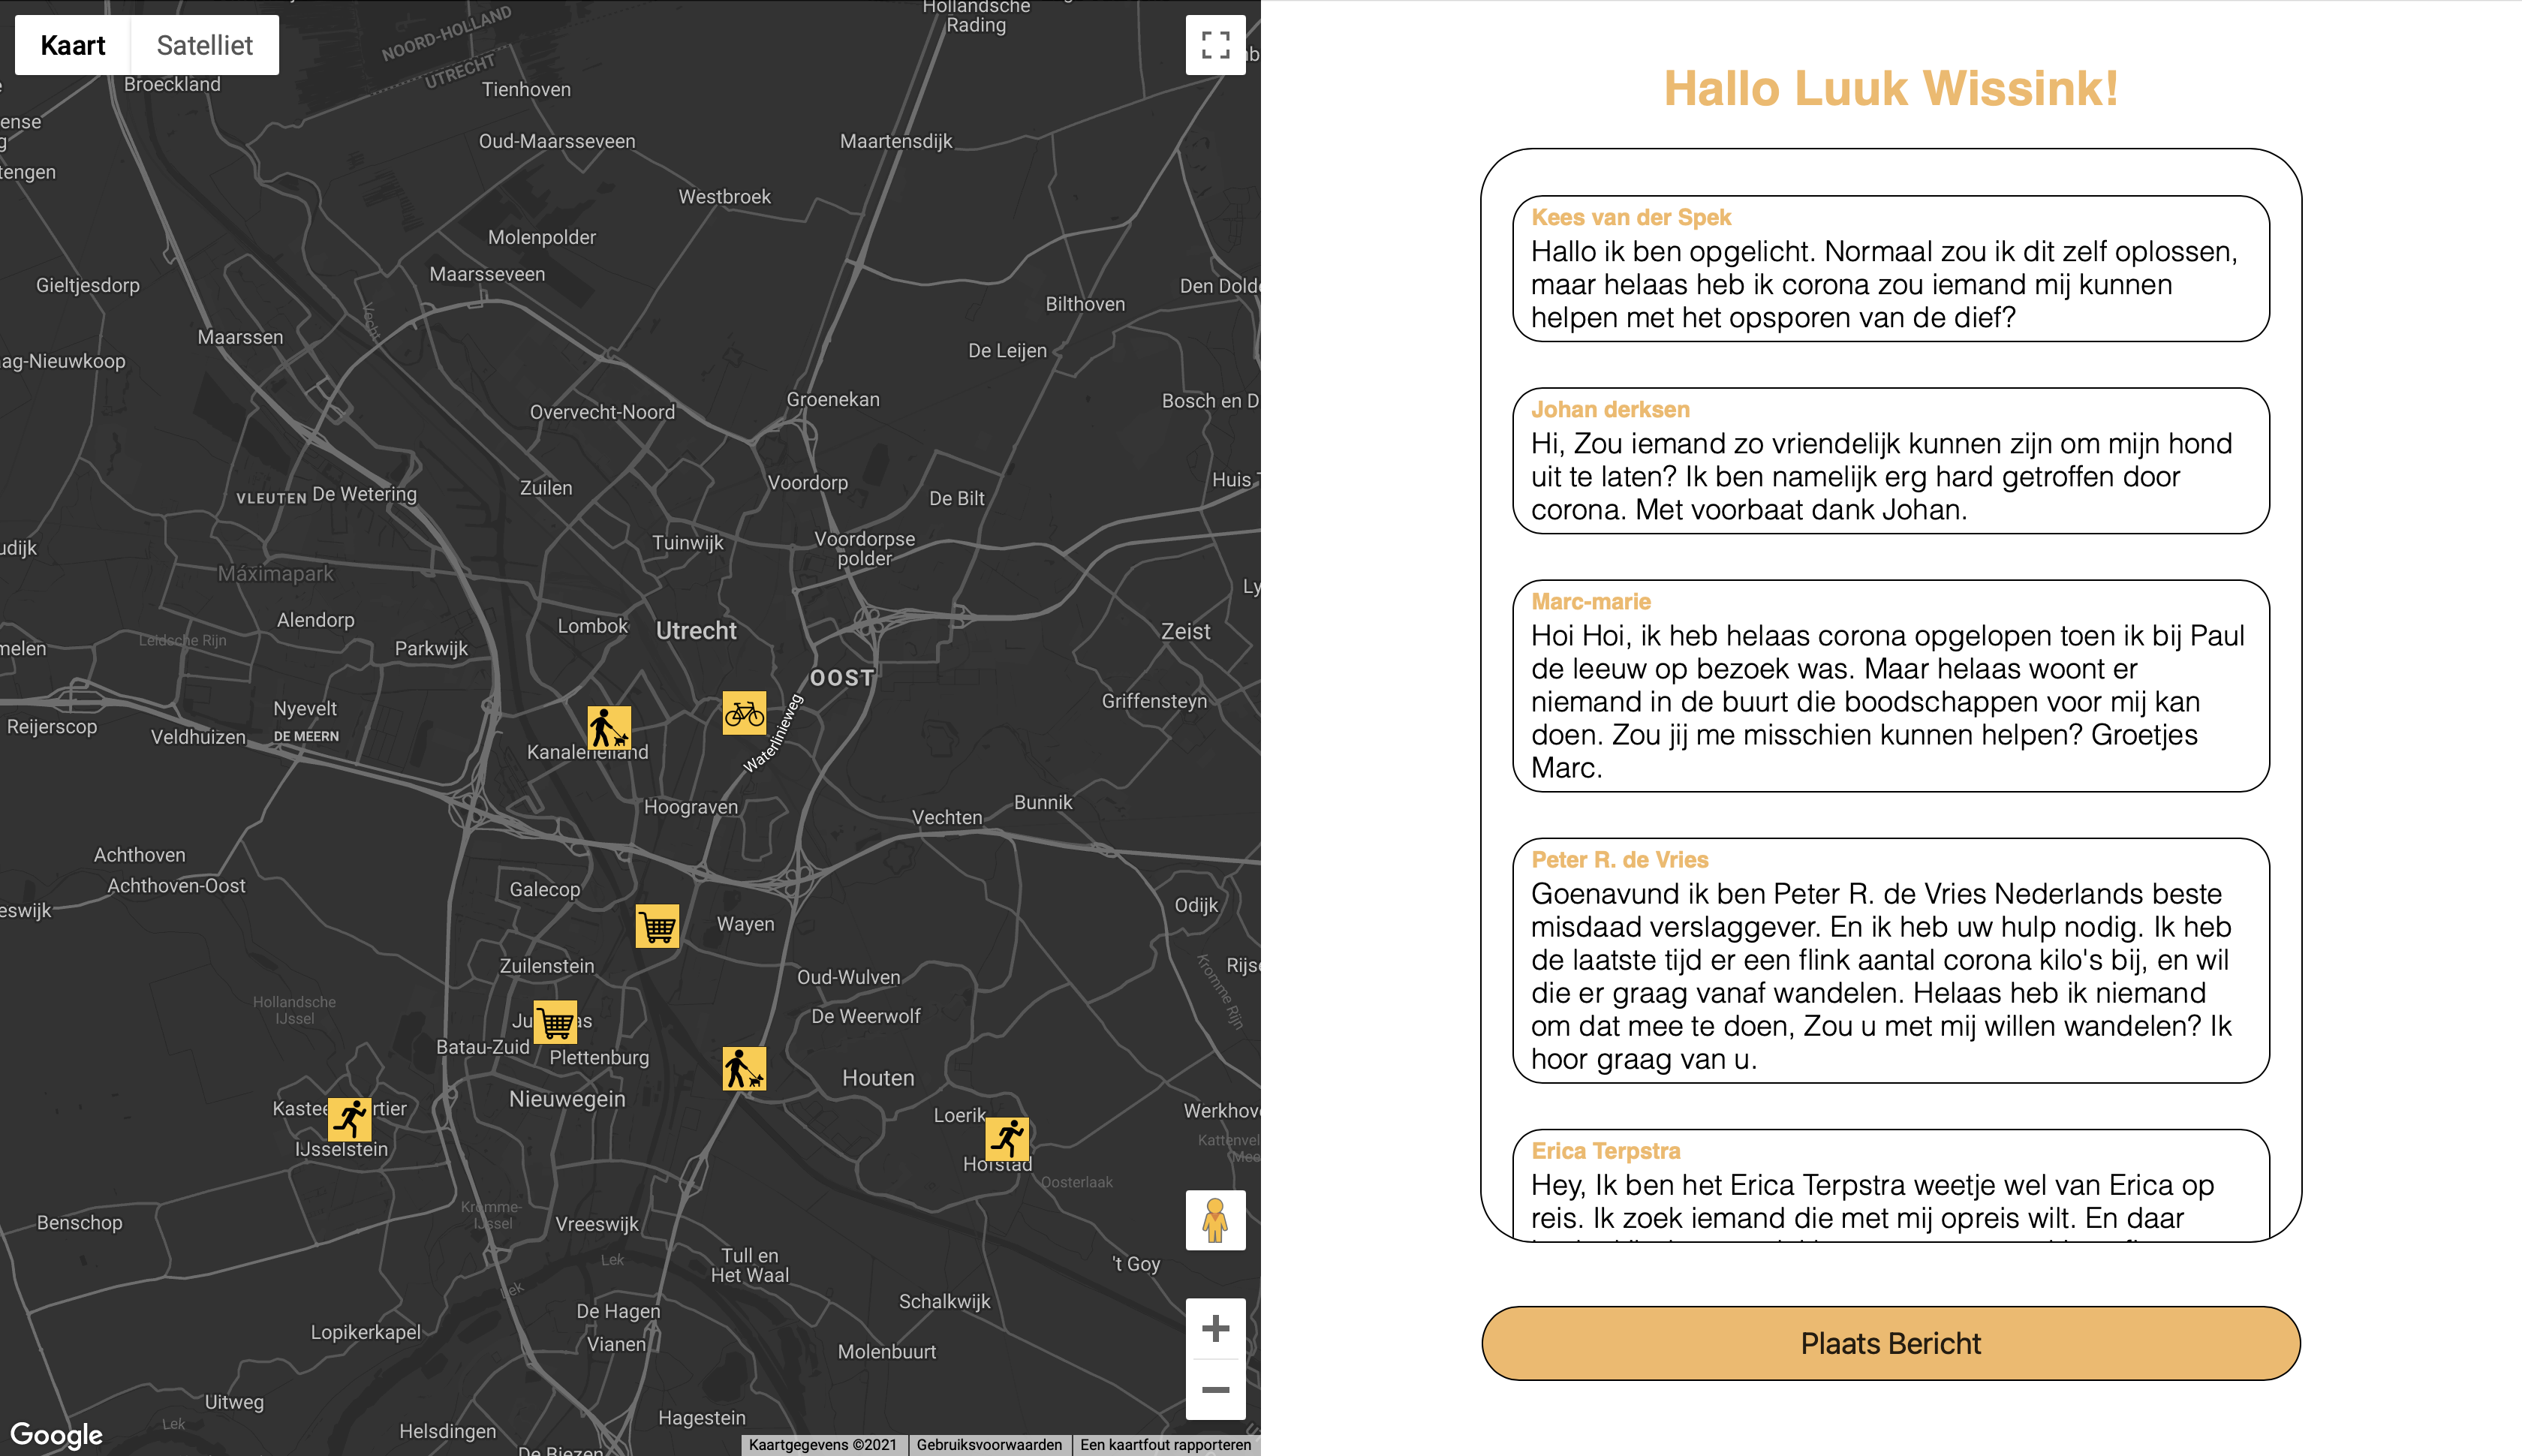 Kaart
Satelliet
NOORD-HOLLAND
UTRECHT
Hollandsche
Rading
Broeckland
Tienhoven
Oud-Maarsseveen
Maartensdijk
Westbroek
Molenpolder
Maarsseveen
Gieltjesdorp
Vecht
Bilthoven
Maarssen
De Leijen
Groenekan
Overvecht-Noord
VLEUTEN
De Wetering
Zuilen
Voordorp
De Bilt
Tuinwijk
Voordorpse
polder
Máximapark
Alendorp
Lombok
Utrecht
Zeist
Leidsche Rijn
Parkwijk
OOST
Griffensteyn
Nyevelt
Reijerscop
Veldhuizen
DE MEERN
Waterlinieweg
Hoograven
Vechten
Bunnik
Achthoven
Achthoven-Oost
Galecop
Wayen
Odijk
Zuilenstein
Oud-Wulven
Kromme Rijn
Hollandsche
IJssel
De Weerwolf
Batau-Zuid
Plettenburg
Houten
Nieuwegein
Loerik
IJsselstein
Hofstad
Oosterlaak
Benschop
Kromme-
IJssel
Vreeswijk
Lek
Tull en
Het Waal
't Goy
Lek
De Hagen
Schalkwijk
Lopikerkapel
Vianen
Molenbuurt
Uitweg
Lek
Hagestein
Helsdingen
De Biezen
Google
Kaartgegevens ©2021
Gebruiksvoorwaarden
Een kaartfout rapporteren
Hallo Luuk Wissink!
Kees van der Spek
Hallo ik ben opgelicht. Normaal zou ik dit zelf oplossen,
maar helaas heb ik corona zou iemand mij kunnen
helpen met het opsporen van de dief?
Johan derksen
Hi, Zou iemand zo vriendelijk kunnen zijn om mijn hond
uit te laten? Ik ben namelijk erg hard getroffen door
corona. Met voorbaat dank Johan.
Marc-marie
Hoi Hoi, ik heb helaas corona opgelopen toen ik bij Paul
de leeuw op bezoek was. Maar helaas woont er
niemand in de buurt die boodschappen voor mij kan
doen. Zou jij me misschien kunnen helpen? Groetjes
Marc.
Peter R. de Vries
Goenavund ik ben Peter R. de Vries Nederlands beste
misdaad verslaggever. En ik heb uw hulp nodig. Ik heb
de laatste tijd er een flink aantal corona kilo's bij, en wil
die er graag vanaf wandelen. Helaas heb ik niemand
om dat mee te doen, Zou u met mij willen wandelen? Ik
hoor graag van u.
Erica Terpstra
Hey, Ik ben het Erica Terpstra weetje wel van Erica op
reis. Ik zoek iemand die met mij opreis wilt. En daar
Plaats Bericht